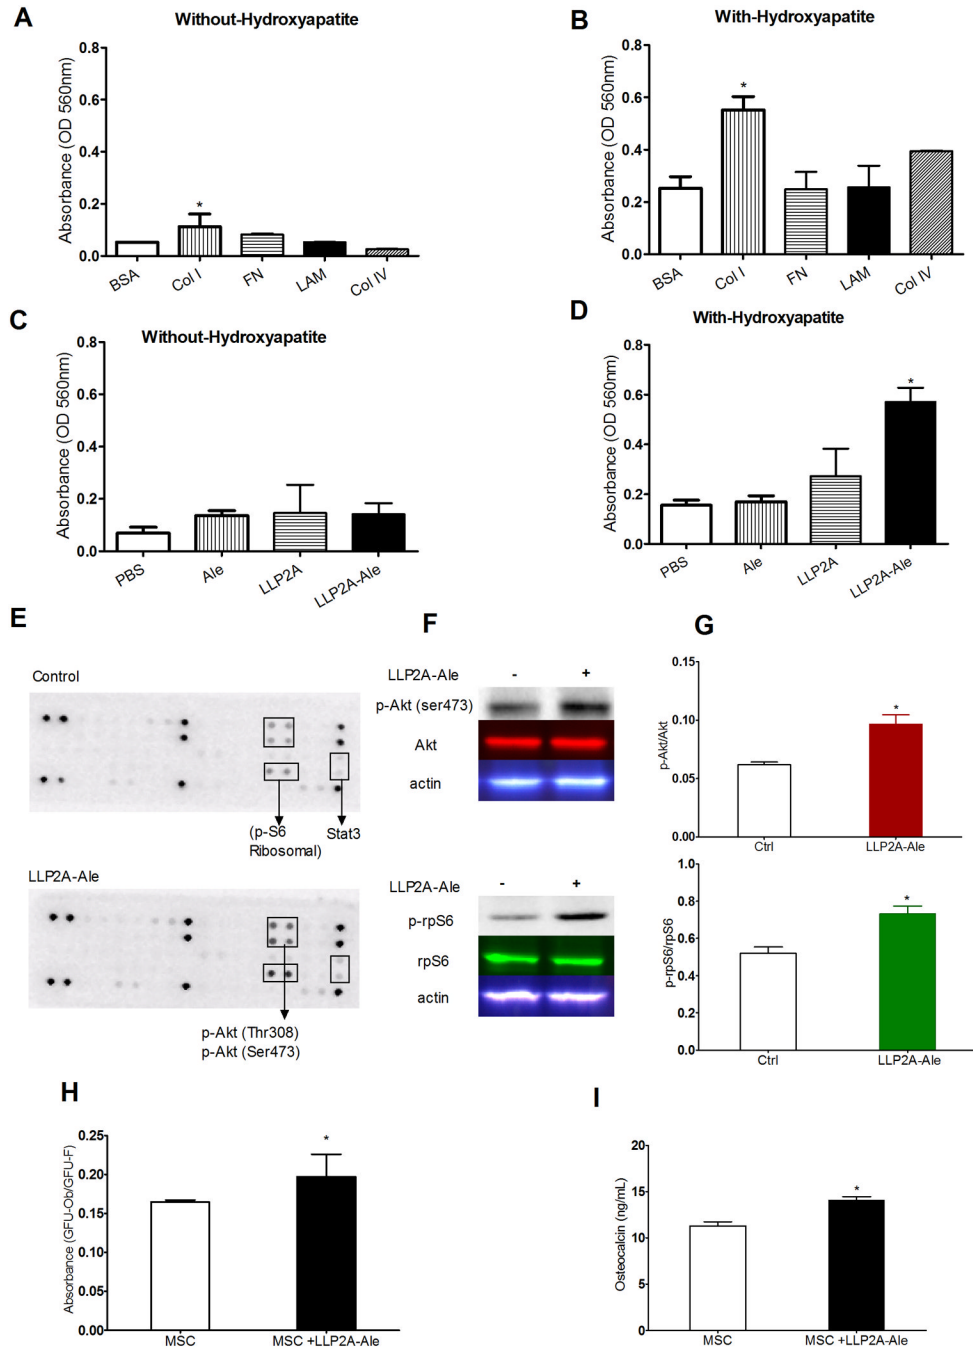 A
Without-Hydroxyapatite
Absorbance (OD 560nm)
0.8
0.6
0.4
0.2
0.0
BSA
Col I
FN
LAM
Col IV
*
B
With-Hydroxyapatite
Absorbance (OD 560nm)
0.8
0.6
0.4
0.2
0.0
BSA
Col I
FN
LAM
Col IV
*
C
Without-Hydroxyapatite
Absorbance (OD 560nm)
0.8
0.6
0.4
0.2
0.0
PBS
Ale
LLP2A
LLP2A-Ale
D
With-Hydroxyapatite
Absorbance (OD 560nm)
0.8
0.6
0.4
0.2
0.0
PBS
Ale
LLP2A
LLP2A-Ale
*
E
Control
(p-S6
Ribosomal)
Stat3
LLP2A-Ale
p-Akt (Thr308)
p-Akt (Ser473)
F
LLP2A-Ale - +
p-Akt (ser473)
Akt
actin
LLP2A-Ale - +
p-rpS6
rpS6
actin
G
p-Akt/Akt
0.15
0.10
0.05
0.00
Ctrl
LLP2A-Ale
*
p-rpS6/rpS6
1.0
0.8
0.6
0.4
0.2
0.0
Ctrl
LLP2A-Ale
*
H
Absorbance (GFU-Ob/GFU-F)
0.25
0.20
0.15
0.10
0.05
0.00
MSC
MSC +LLP2A-Ale
*
I
Osteocalcin (ng/mL)
20
15
10
5
0
MSC
MSC +LLP2A-Ale
*